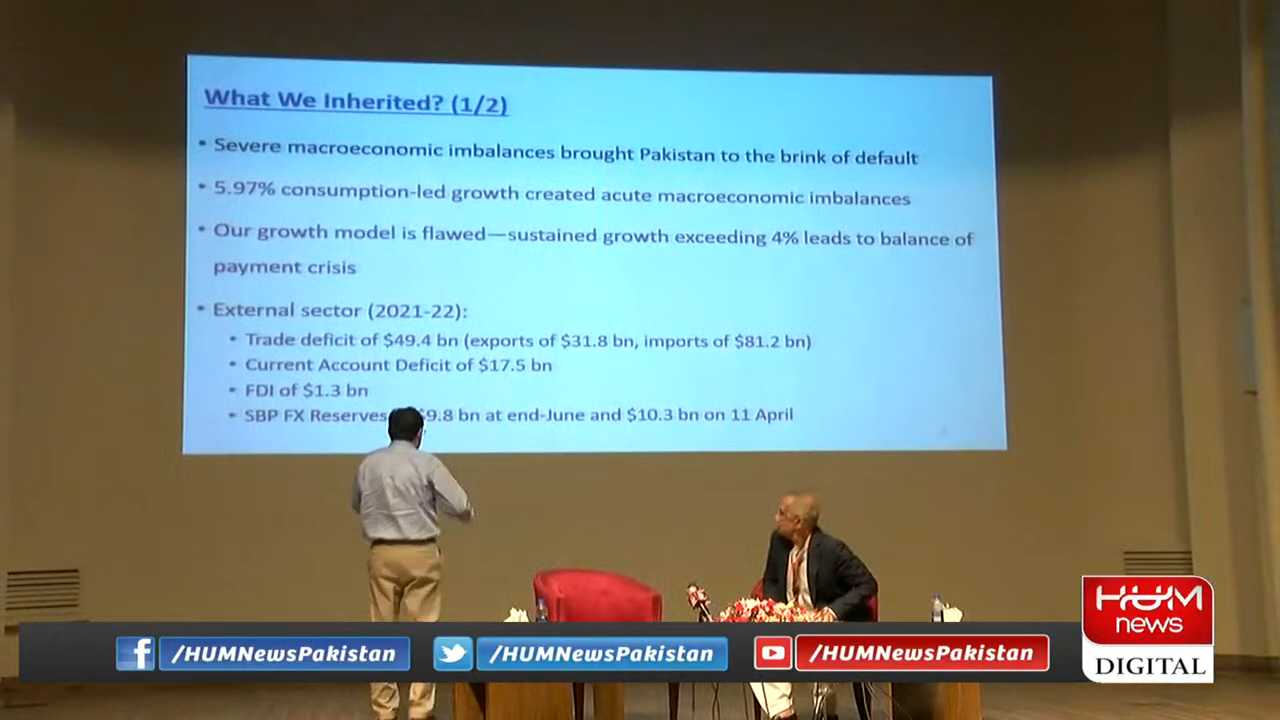 What We Inherited? (1/2)
• Severe macroeconomic imbalances brought Pakistan to the brink of default
• 5.97% consumption-led growth created acute macroeconomic imbalances
• Our growth model is flawed—sustained growth exceeding 4% leads to balance of
payment crisis
• External sector (2021-22):
• Trade deficit of $49.4 bn (exports of $31.8 bn, imports of $81.2 bn)
• Current Account Deficit of $17.5 bn
• FDI of $1.3 bn
• SBP FX Reserves $9.8 bn at end-June and $10.3 bn on 11 April
HUM
news
DIGITAL
/HUMNewsPakistan
/HUMNewsPakistan
/HUMNewsPakistan